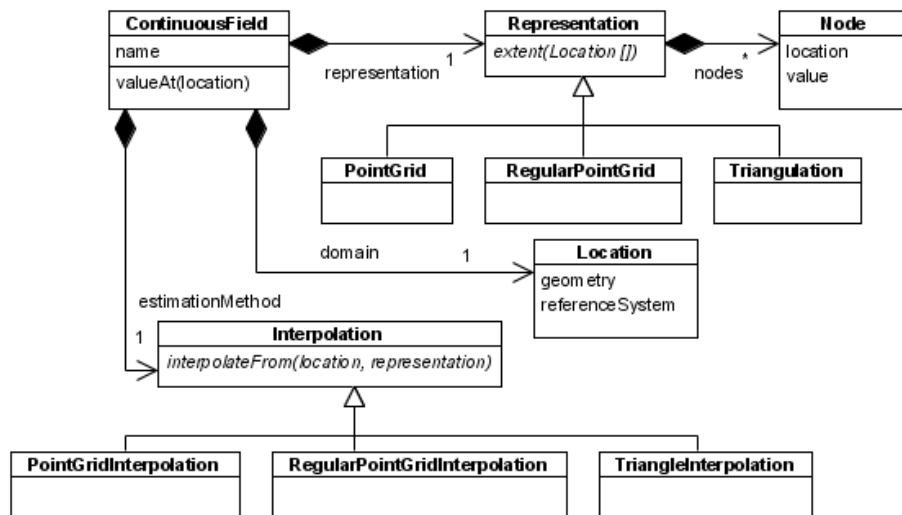 ContinuousField
name
valueAt(location)
representation
1
Representation
extent(Location [])
nodes
*
Node
location
value
PointGrid
RegularPointGrid
Triangulation
domain
1
Location
geometry
referenceSystem
estimationMethod
1
Interpolation
interpolateFrom(location, representation)
PointGridInterpolation
RegularPointGridInterpolation
TriangleInterpolation